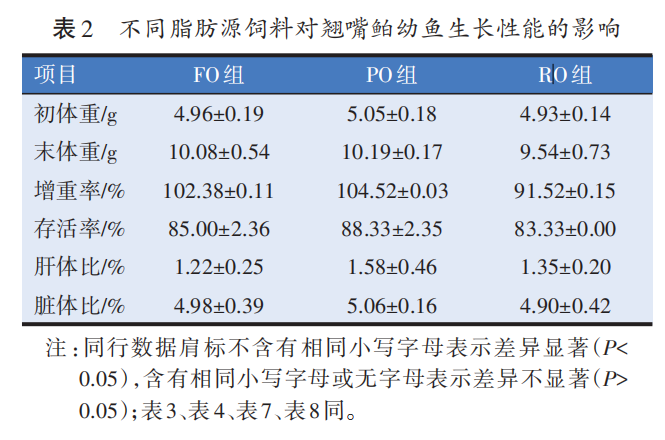 表2 不同脂肪源饲料对翘嘴鲌幼鱼生长性能的影响
项目 FO组 PO组 RO组
初体重/g 4.96±0.19 5.05±0.18 4.93±0.14
末体重/g 10.08±0.54 10.19±0.17 9.54±0.73
增重率/% 102.38±0.11 104.52±0.03 91.52±0.15
存活率/% 85.00±2.36 88.33±2.35 83.33±0.00
肝体比/% 1.22±0.25 1.58±0.46 1.35±0.20
脏体比/% 4.98±0.39 5.06±0.16 4.90±0.42
注:同行数据肩标不含有相同小写字母表示差异显著(P<
0.05),含有相同小写字母或无字母表示差异不显著(P>
0.05);表3、表4、表7、表8同。